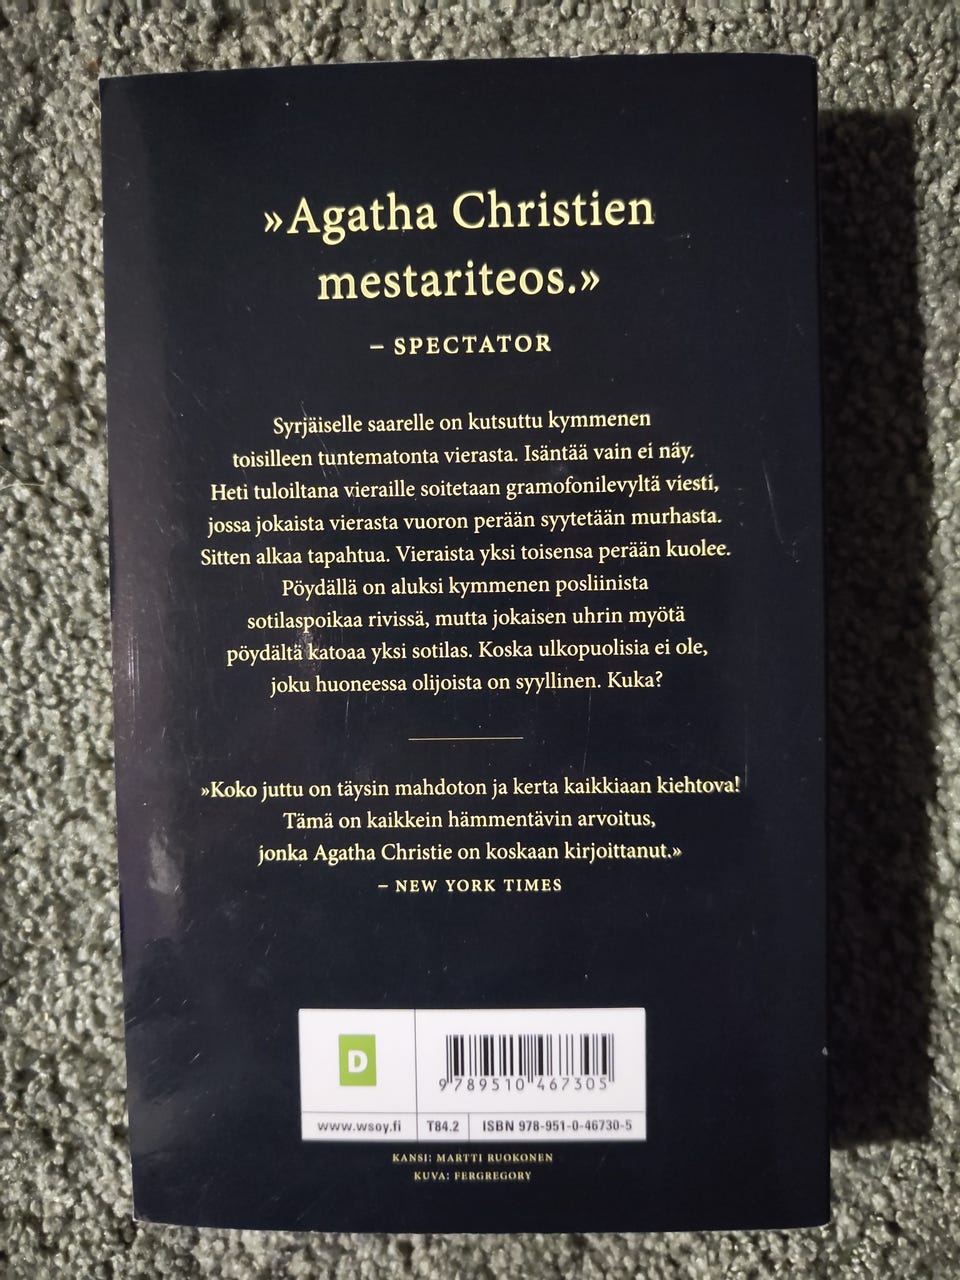 »Agatha Christien
mestariteos.»
– SPECTATOR
Syrjäiselle saarelle on kutsuttu kymmenen
toisilleen tuntematonta vierasta. Isäntää vain ei näy.
Heti tuloiltana vieraille soitetaan gramofonilevyltä viesti,
jossa jokaista vierasta vuoron perään syytetään murhasta.
Sitten alkaa tapahtua. Vieraista yksi toisensa perään kuolee.
Pöydällä on aluksi kymmenen posliinista
sotilaspoikaa rivissä, mutta jokaisen uhrin myötä
pöydältä katoaa yksi sotilas. Koska ulkopuolisia ei ole,
joku huoneessa olijoista on syyllinen. Kuka?
»Koko juttu on täysin mahdoton ja kerta kaikkiaan kiehtova!
Tämä on kaikkein hämmentävin arvoitus,
jonka Agatha Christie on koskaan kirjoittanut.»
– NEW YORK TIMES
D
9 789510 467305
www.wsoy.fi T84.2 ISBN 978-951-0-46730-5
KANSI: MARTTI RUOKONEN
KUVA: FERGREGORY